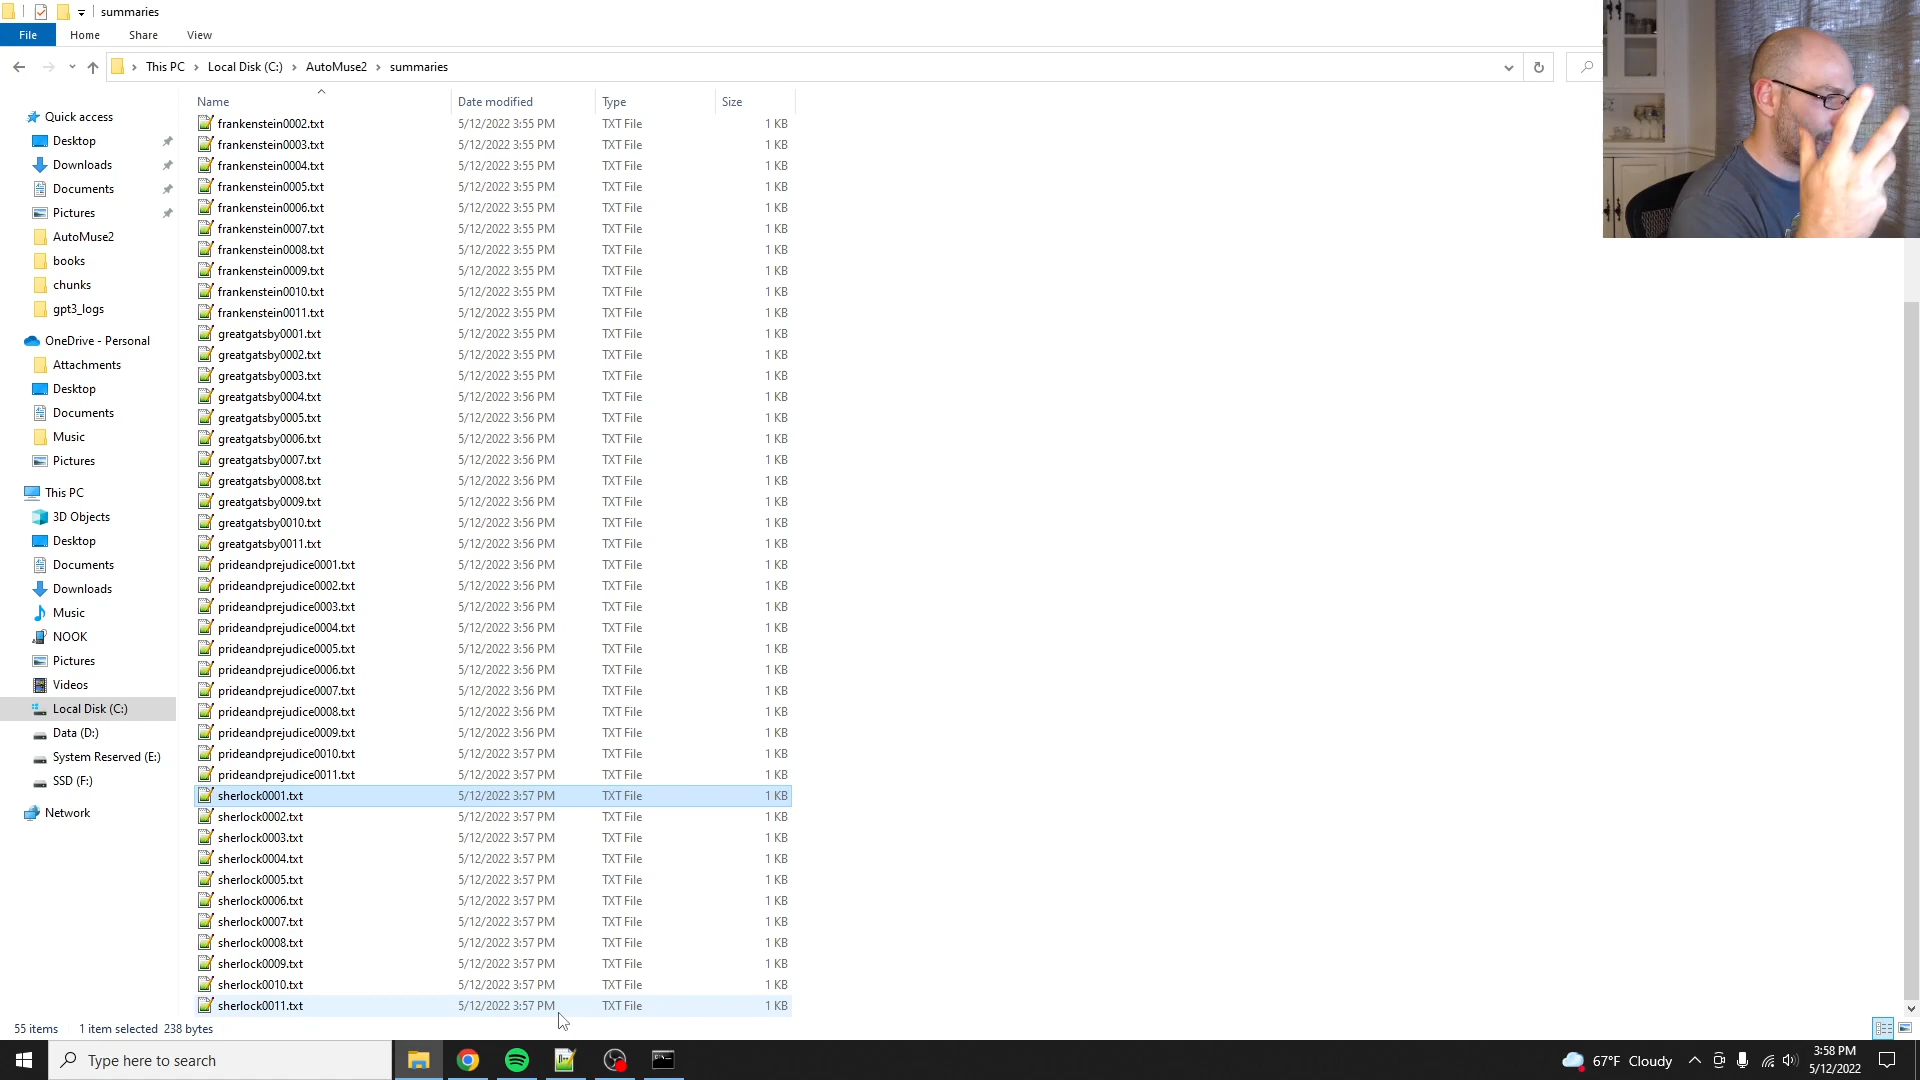 summaries
File Home Share View
This PC Local Disk (C:) AutoMuse2 summaries
Name Date modified Type Size
Quick access
Desktop
Downloads
Documents
Pictures
AutoMuse2
books
chunks
gpt3_logs
OneDrive - Personal
Attachments
Desktop
Documents
Music
Pictures
This PC
3D Objects
Desktop
Documents
Downloads
Music
NOOK
Pictures
Videos
Local Disk (C:)
Data (D:)
System Reserved (E:)
SSD (F:)
Network
frankenstein0002.txt 5/12/2022 3:55 PM TXT File 1 KB
frankenstein0003.txt 5/12/2022 3:55 PM TXT File 1 KB
frankenstein0004.txt 5/12/2022 3:55 PM TXT File 1 KB
frankenstein0005.txt 5/12/2022 3:55 PM TXT File 1 KB
frankenstein0006.txt 5/12/2022 3:55 PM TXT File 1 KB
frankenstein0007.txt 5/12/2022 3:55 PM TXT File 1 KB
frankenstein0008.txt 5/12/2022 3:55 PM TXT File 1 KB
frankenstein0009.txt 5/12/2022 3:55 PM TXT File 1 KB
frankenstein0010.txt 5/12/2022 3:55 PM TXT File 1 KB
frankenstein0011.txt 5/12/2022 3:55 PM TXT File 1 KB
greatgatsby0001.txt 5/12/2022 3:55 PM TXT File 1 KB
greatgatsby0002.txt 5/12/2022 3:55 PM TXT File 1 KB
greatgatsby0003.txt 5/12/2022 3:55 PM TXT File 1 KB
greatgatsby0004.txt 5/12/2022 3:56 PM TXT File 1 KB
greatgatsby0005.txt 5/12/2022 3:56 PM TXT File 1 KB
greatgatsby0006.txt 5/12/2022 3:56 PM TXT File 1 KB
greatgatsby0007.txt 5/12/2022 3:56 PM TXT File 1 KB
greatgatsby0008.txt 5/12/2022 3:56 PM TXT File 1 KB
greatgatsby0009.txt 5/12/2022 3:56 PM TXT File 1 KB
greatgatsby0010.txt 5/12/2022 3:56 PM TXT File 1 KB
greatgatsby0011.txt 5/12/2022 3:56 PM TXT File 1 KB
prideandprejudice0001.txt 5/12/2022 3:56 PM TXT File 1 KB
prideandprejudice0002.txt 5/12/2022 3:56 PM TXT File 1 KB
prideandprejudice0003.txt 5/12/2022 3:56 PM TXT File 1 KB
prideandprejudice0004.txt 5/12/2022 3:56 PM TXT File 1 KB
prideandprejudice0005.txt 5/12/2022 3:56 PM TXT File 1 KB
prideandprejudice0006.txt 5/12/2022 3:56 PM TXT File 1 KB
prideandprejudice0007.txt 5/12/2022 3:56 PM TXT File 1 KB
prideandprejudice0008.txt 5/12/2022 3:56 PM TXT File 1 KB
prideandprejudice0009.txt 5/12/2022 3:56 PM TXT File 1 KB
prideandprejudice0010.txt 5/12/2022 3:57 PM TXT File 1 KB
prideandprejudice0011.txt 5/12/2022 3:57 PM TXT File 1 KB
sherlock0001.txt 5/12/2022 3:57 PM TXT File 1 KB
sherlock0002.txt 5/12/2022 3:57 PM TXT File 1 KB
sherlock0003.txt 5/12/2022 3:57 PM TXT File 1 KB
sherlock0004.txt 5/12/2022 3:57 PM TXT File 1 KB
sherlock0005.txt 5/12/2022 3:57 PM TXT File 1 KB
sherlock0006.txt 5/12/2022 3:57 PM TXT File 1 KB
sherlock0007.txt 5/12/2022 3:57 PM TXT File 1 KB
sherlock0008.txt 5/12/2022 3:57 PM TXT File 1 KB
sherlock0009.txt 5/12/2022 3:57 PM TXT File 1 KB
sherlock0010.txt 5/12/2022 3:57 PM TXT File 1 KB
sherlock0011.txt 5/12/2022 3:57 PM TXT File 1 KB
55 items 1 item selected 238 bytes
Type here to search
67°F Cloudy
3:58 PM
5/12/2022